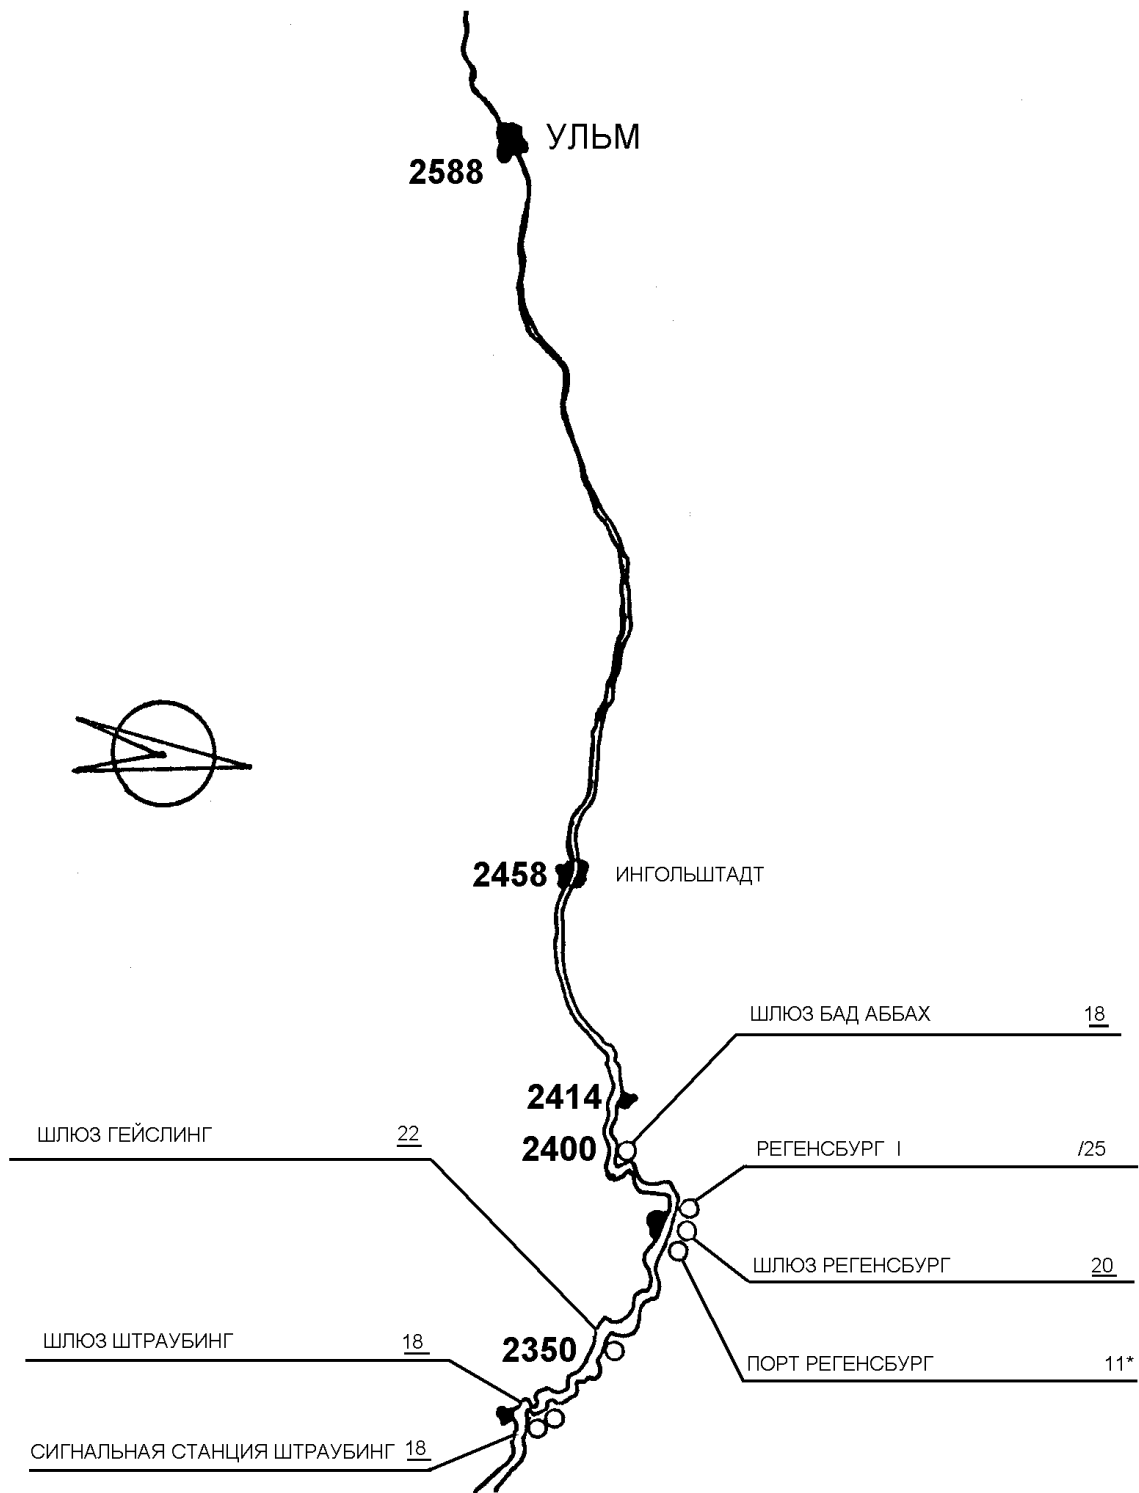 УЛЬМ
2588
2458 ИНГОЛЬШТАДТ
ШЛЮЗ БАД АББАХ 18
2414
ШЛЮЗ ГЕЙСЛИНГ 22
2400
РЕГЕНСБУРГ I /25
ШЛЮЗ РЕГЕНСБУРГ 20
ШЛЮЗ ШТРАУБИНГ 18
2350
ПОРТ РЕГЕНСБУРГ 11*
СИГНАЛЬНАЯ СТАНЦИЯ ШТРАУБИНГ 18